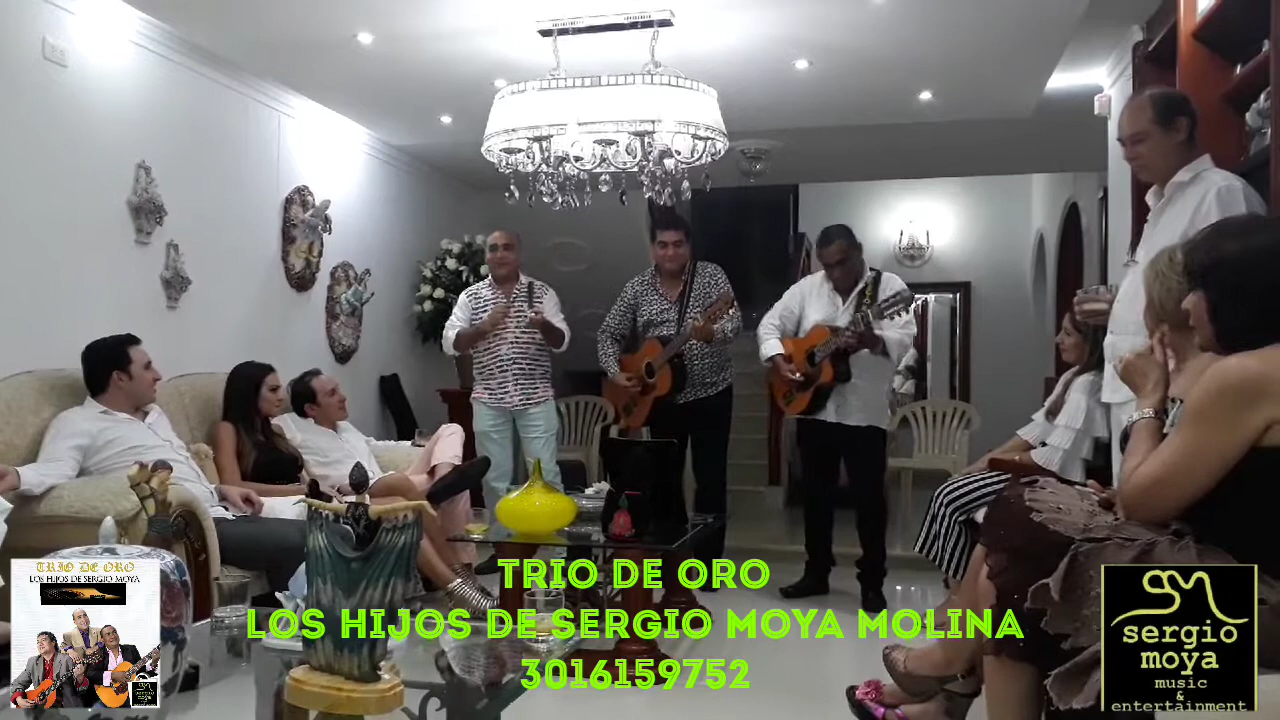 TRIO DE ORO
LOS HIJOS DE SERGIO MOYA MOLINA
3016159752
TRIO DE ORO
LOS HIJOS DE SERGIO MOYA
sergio
moya
music
&
entertainment